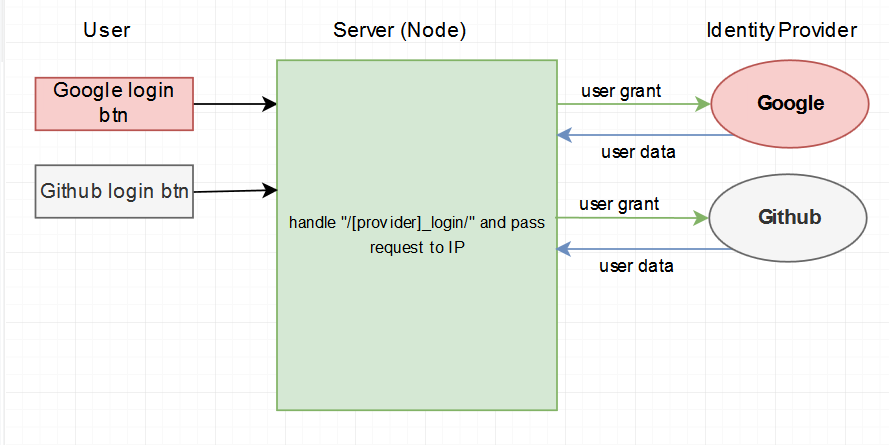 User
Server (Node)
Identity Provider
Google login
btn
Github login btn
handle "/[provider]_login/" and pass
request to IP
user grant
Google
user data
user grant
Github
user data